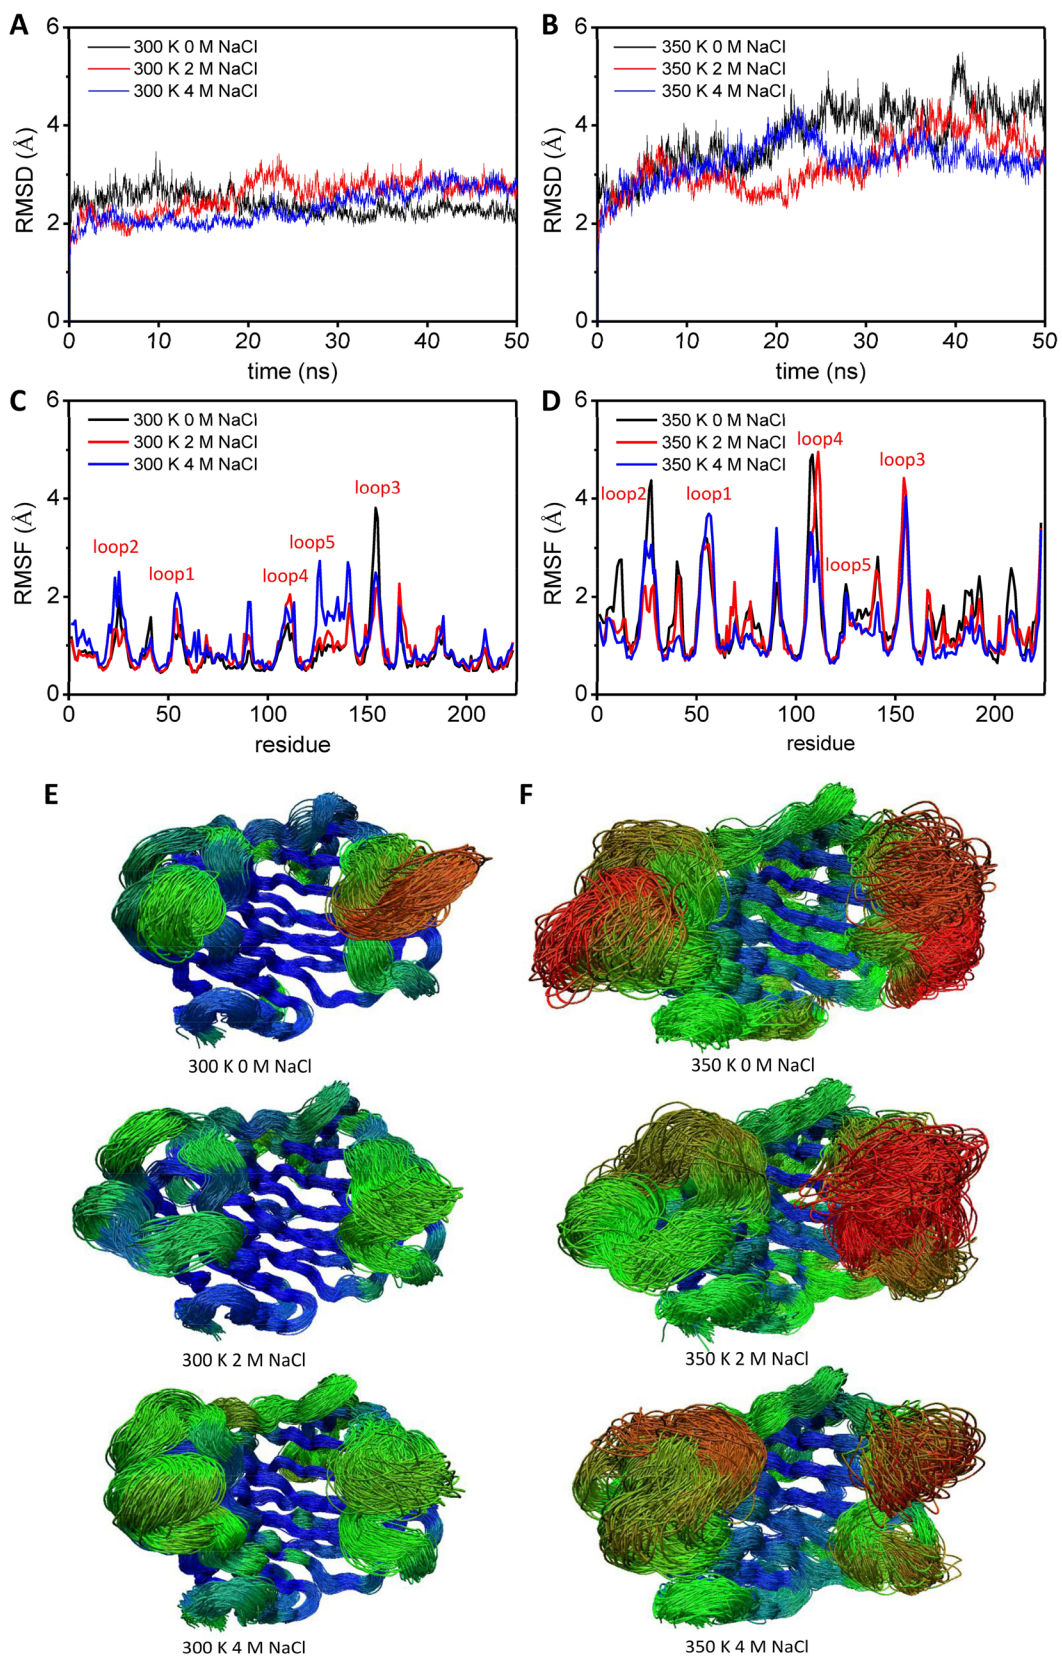 A
6
4
2
0
RMSD (Å)
300 K 0 M NaCl
300 K 2 M NaCl
300 K 4 M NaCl
0 10 20 30 40 50
time (ns)
B
6
4
2
0
RMSD (Å)
350 K 0 M NaCl
350 K 2 M NaCl
350 K 4 M NaCl
0 10 20 30 40 50
time (ns)
C
6
4
2
0
RMSF (Å)
300 K 0 M NaCl
300 K 2 M NaCl
300 K 4 M NaCl
loop3
loop2
loop5
loop1
loop4
0 50 100 150 200
residue
D
6
4
2
0
RMSF (Å)
350 K 0 M NaCl
350 K 2 M NaCl
350 K 4 M NaCl
loop4
loop3
loop2
loop1
loop5
0 50 100 150 200
residue
E
300 K 0 M NaCl
300 K 2 M NaCl
300 K 4 M NaCl
F
350 K 0 M NaCl
350 K 2 M NaCl
350 K 4 M NaCl